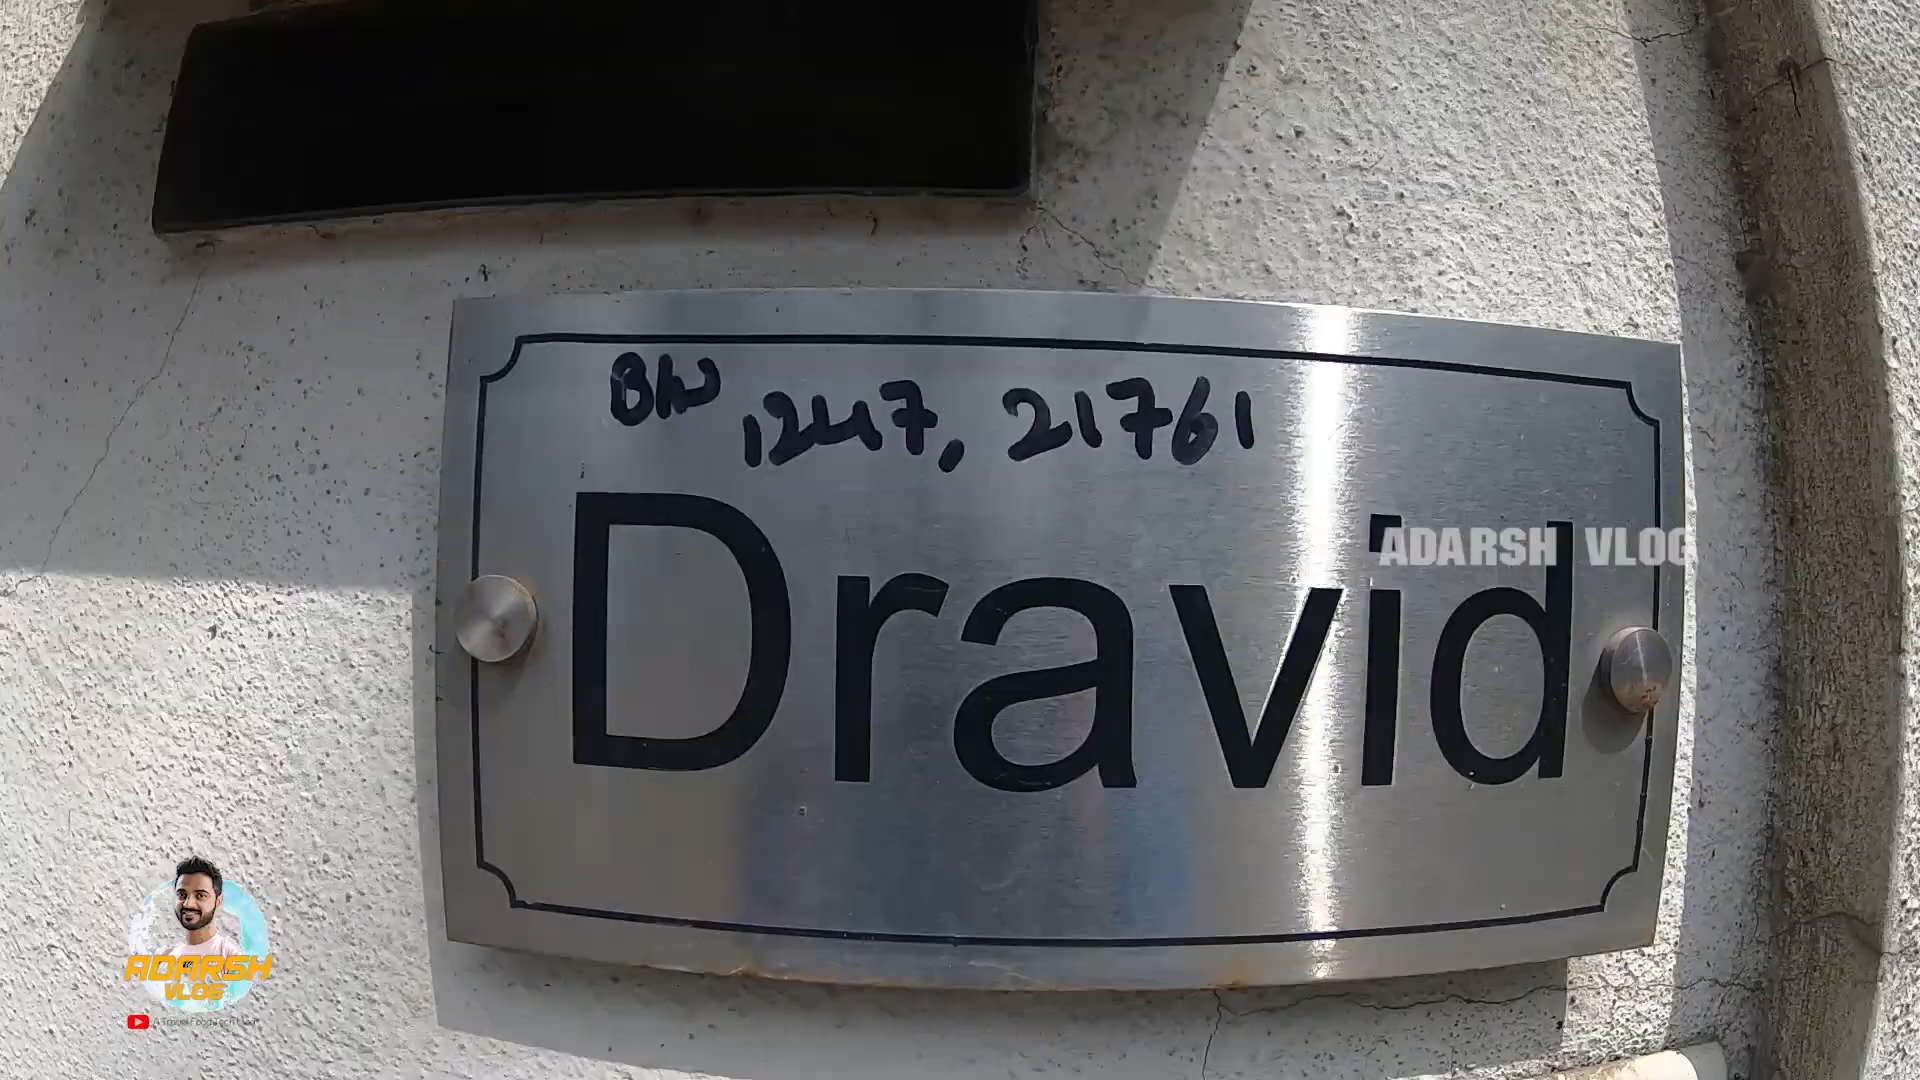 BW 1247, 21761
Dravid
ADARSH VLOG
ADARSH
VLOG